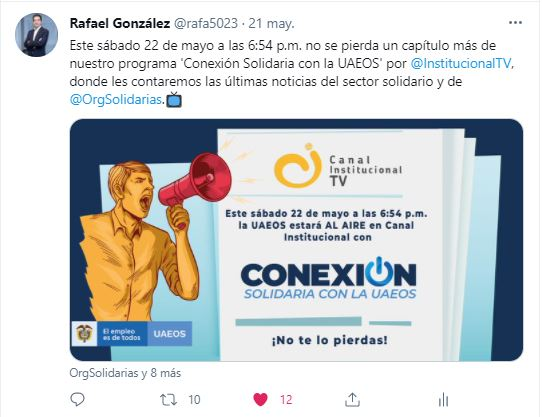 Rafael González @rafa5023 · 21 may.
Este sábado 22 de mayo a las 6:54 p.m. no se pierda un capítulo más de
nuestro programa 'Conexión Solidaria con la UAEOS' por @InstitucionalTV,
donde les contaremos las últimas noticias del sector solidario y de
@OrgSolidarias.
Canal
Institucional
TV
Este sábado 22 de mayo a las 6:54 p.m.
la UAEOS estará AL AIRE en Canal
Institucional con
CONEXIÓN
SOLIDARIA CON LA UAEOS
¡No te lo pierdas!
El empleo
es de todos
UAEOS
OrgSolidarias y 8 más
10
12